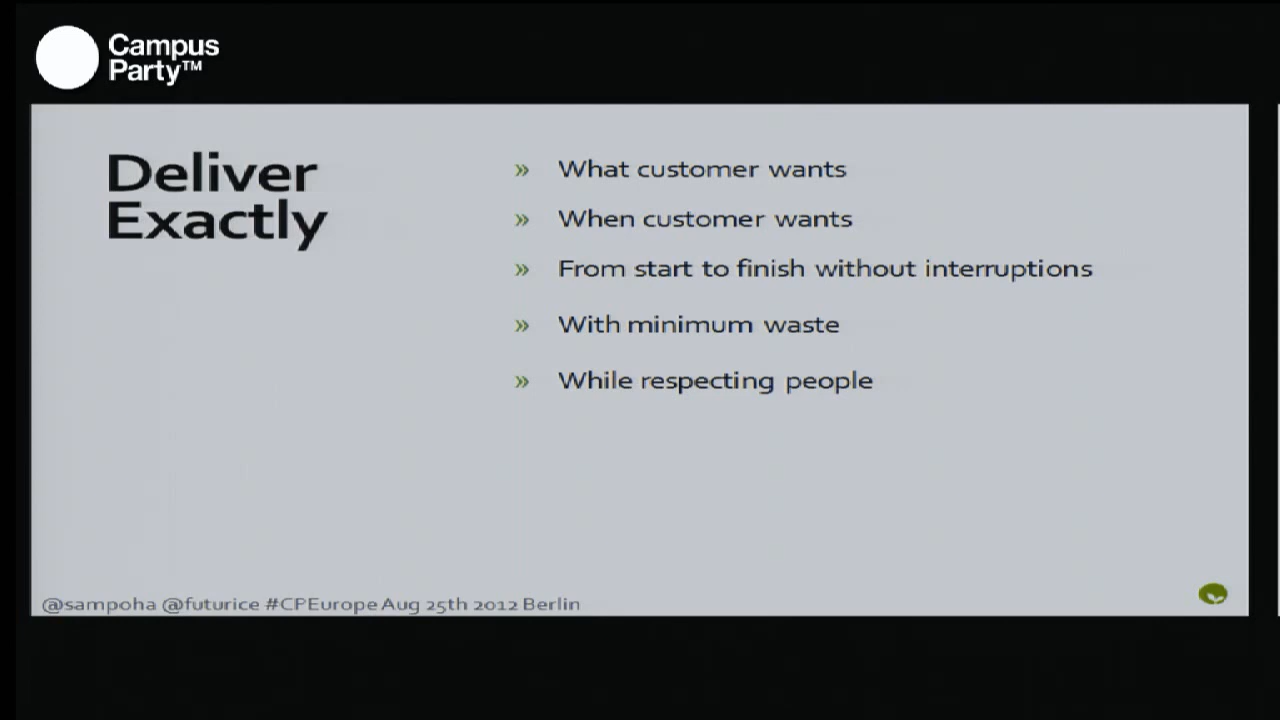 Campus
Party™
Deliver
Exactly
» What customer wants
» When customer wants
» From start to finish without interruptions
» With minimum waste
» While respecting people
@sampoha @futurice #CPEurope Aug 25th 2012 Berlin